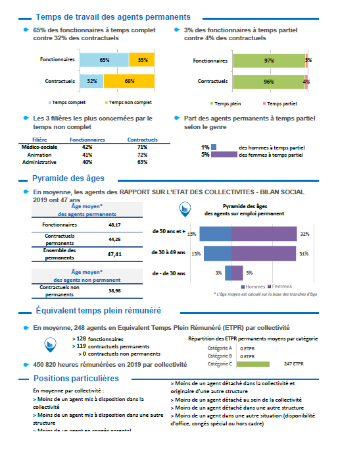 Temps de travail des agents permanents
65% des fonctionnaires à temps complet
contre 32% des contractuels
Fonctionnaires 65% 35%
Contractuels 32% 68%
Temps complet Temps non complet
3% des fonctionnaires à temps partiel
contre 4% des contractuels
Fonctionnaires 97% 3%
Contractuels 96% 4%
Temps plein Temps partiel
Les 3 filières les plus concernées par le
temps non complet
Filière Fonctionnaires Contractuels
Médico-sociale 42% 71%
Animation 41% 72%
Administrative 40% 63%
Part des agents permanents à temps partiel
selon le genre
1% des hommes à temps partiel
5% des femmes à temps partiel
Pyramide des âges
En moyenne, les agents des RAPPORT SUR L'ETAT DES COLLECTIVITES - BILAN SOCIAL
2019 ont 47 ans
Âge moyen*
des agents permanents
Fonctionnaires 48,17
Contractuels
permanents 44,25
Ensemble des
permanents 47,41
Âge moyen*
des agents non permanent
Contractuels non
permanents 38,98
Pyramide des âges
des agents sur emploi permanent
de 50 ans et + 15% 32%
de 30 à 49 ans 13% 31%
de - de 30 ans 3% 5%
Hommes Femmes
* L'âge moyen est calculé sur la base des tranches d'âge
Équivalent temps plein rémunéré
En moyenne, 248 agents en Equivalent Temps Plein Rémunéré (ETPR) par collectivité
> 128 fonctionnaires
> 119 contractuels permanents
> 0 contractuels non permanents
450 820 heures rémunérées en 2019 par collectivité
Répartition des ETPR permanents moyens par catégorie
Catégorie A 0 ETPR
Catégorie B 0 ETPR
Catégorie C 247 ETPR
Positions particulières
En moyenne par collectivité :
> Moins de un agent mis à disposition dans la
collectivité
> Moins de un agent mis à disposition dans une autre
structure
> Moins de un agent en congés parental
> Moins de un agent détaché dans la collectivité et
originaire d'une autre structure
> Moins de un agent détaché au sein de la collectivité
> Moins de un agent détaché dans une autre structure
> Moins de un agent dans une autre situation (disponibilité
d'office, congés spécial ou hors cadre)